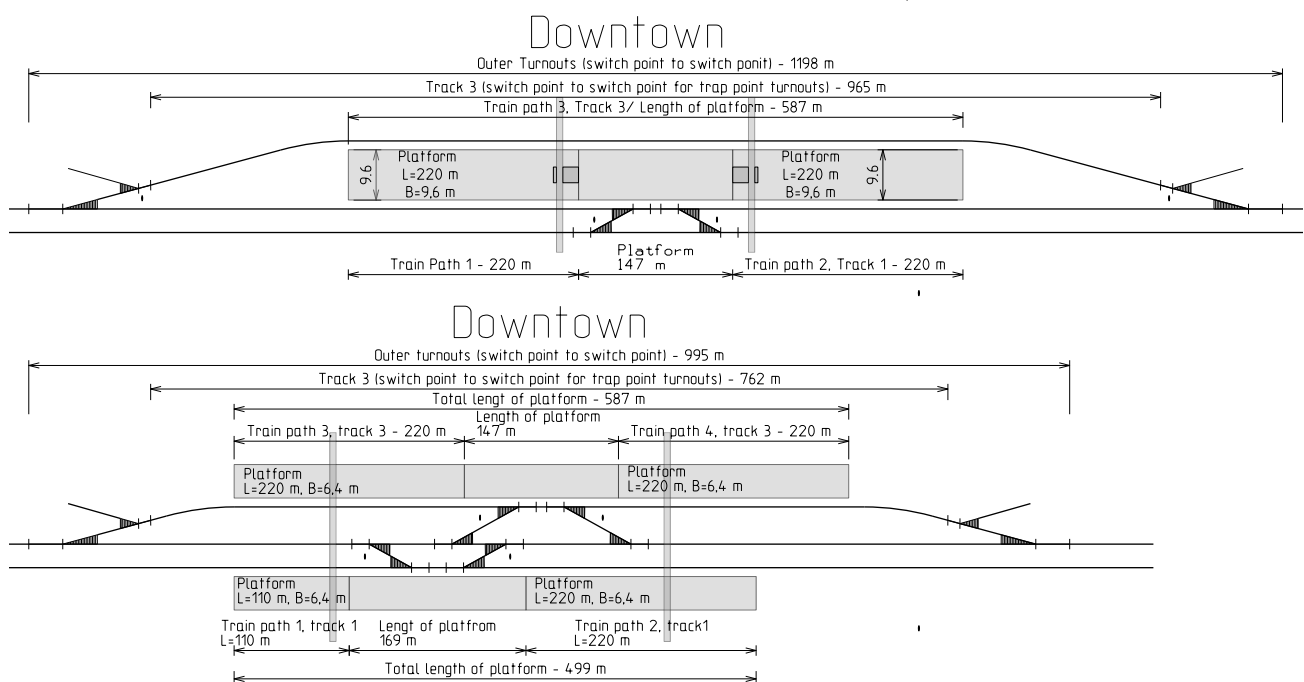 Downtown
Outer Turnouts (switch point to switch ponit) - 1198 m
Track 3 (switch point to switch point for trap point turnouts) - 965 m
Train path 3, Track 3/ Length of platform - 587 m
9.6
Platform
L=220 m
B=9,6 m
Platform
L=220 m
B=9,6 m
9.6
Platform
147 m
Train Path 1 - 220 m
Train path 2, Track 1 - 220 m
Downtown
Outer turnouts (switch point to switch point) - 995 m
Track 3 (switch point to switch point for trap point turnouts) - 762 m
Total lengt of platform - 587 m
Length of platform
147 m
Train path 3, track 3 - 220 m
Train path 4, track 3 - 220 m
Platform
L=220 m, B=6,4 m
Platform
L=220 m, B=6,4 m
Platform
L=110 m, B=6,4 m
Platform
L=220 m, B=6,4 m
Train path 1, track 1
L=110 m
Lengt of platfrom
169 m
Train path 2, track1
L=220 m
Total length of platform - 499 m